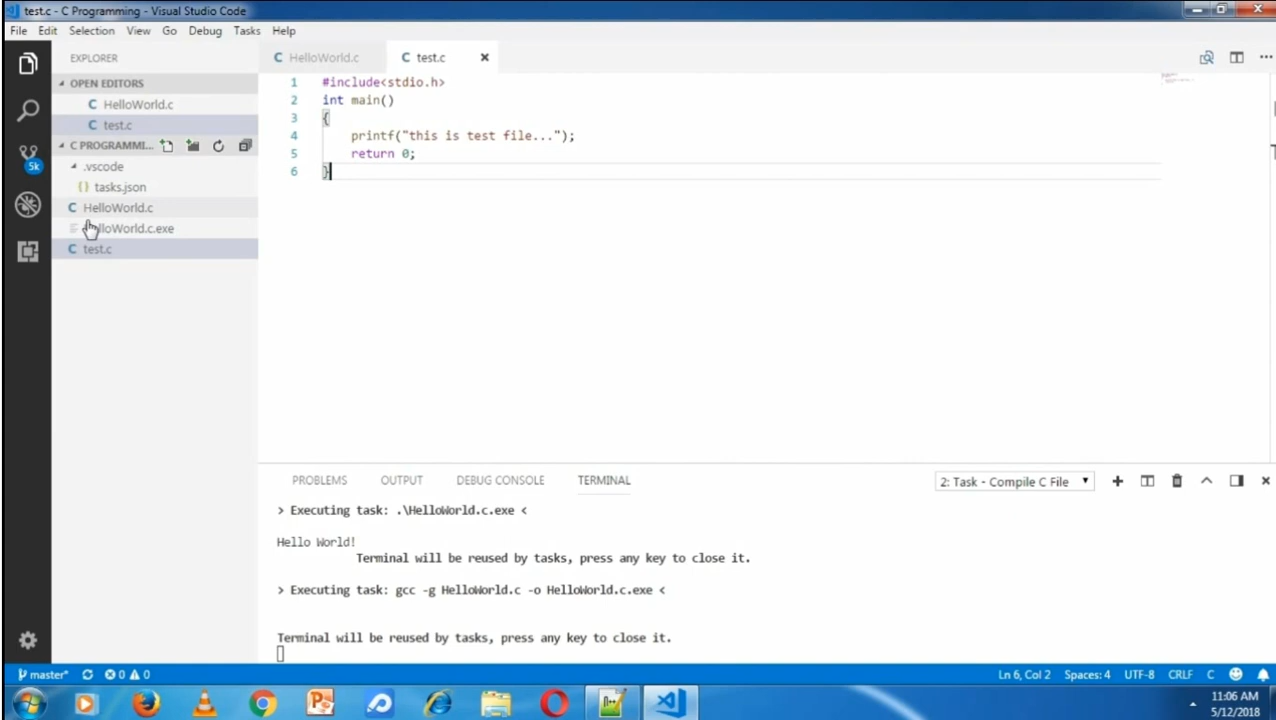 test.c - C Programming - Visual Studio Code
File Edit Selection View Go Debug Tasks Help
EXPLORER
HelloWorld.c
test.c
OPEN EDITORS
HelloWorld.c
test.c
C PROGRAMMI...
.vscode
{} tasks.json
C HelloWorld.c
lloWorld.c.exe
C test.c
5k
1 #include<stdio.h>
2 int main()
3 {
4 printf("this is test file...");
5 return 0;
6 }
PROBLEMS OUTPUT DEBUG CONSOLE TERMINAL
2: Task - Compile C File
> Executing task: .\HelloWorld.c.exe <
Hello World!
Terminal will be reused by tasks, press any key to close it.
> Executing task: gcc -g HelloWorld.c -o HelloWorld.c.exe <
Terminal will be reused by tasks, press any key to close it.
master* 0 0
Ln 6, Col 2 Spaces: 4 UTF-8 CRLF C
11:06 AM
5/12/2018